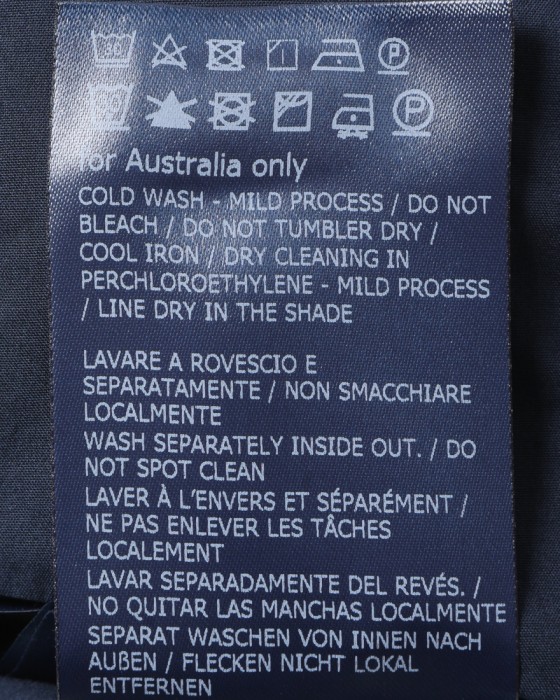 30
P
P
for Australia only
COLD WASH - MILD PROCESS / DO NOT
BLEACH / DO NOT TUMBLER DRY /
COOL IRON / DRY CLEANING IN
PERCHLOROETHYLENE - MILD PROCESS
/ LINE DRY IN THE SHADE
LAVARE A ROVESCIO E
SEPARATAMENTE / NON SMACCHIARE
LOCALMENTE
WASH SEPARATELY INSIDE OUT. / DO
NOT SPOT CLEAN
LAVER À L'ENVERS ET SÉPARÉMENT /
NE PAS ENLEVER LES TÂCHES
LOCALEMENT
LAVAR SEPARADAMENTE DEL REVÉS. /
NO QUITAR LAS MANCHAS LOCALMENTE
SEPARAT WASCHEN VON INNEN NACH
AUßEN / FLECKEN NICHT LOKAL
ENTFERNEN